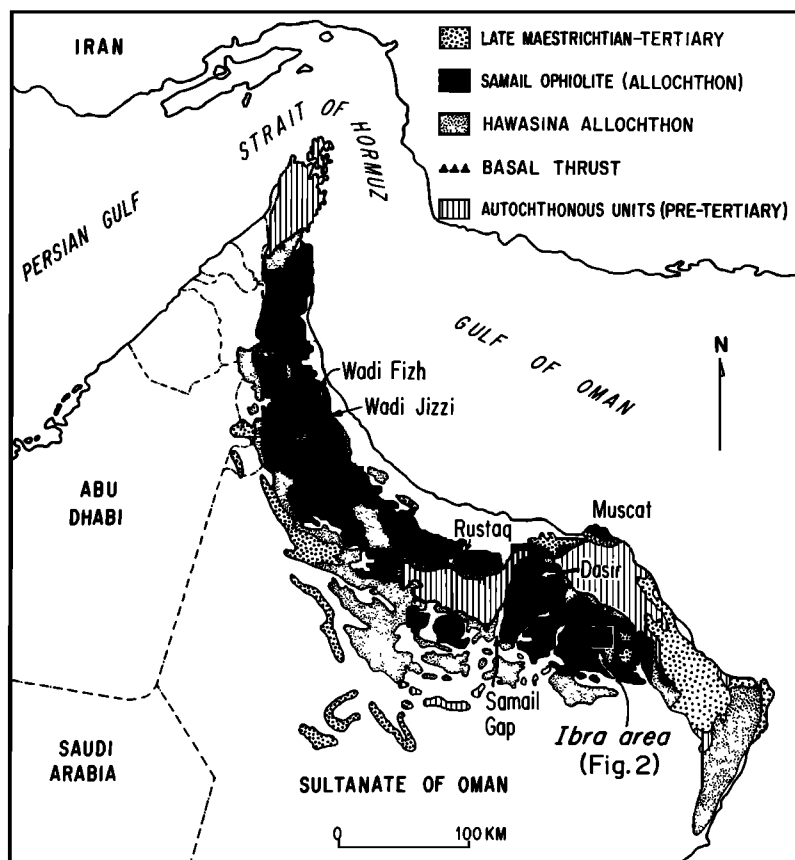 IRAN
LATE MAESTRICHTIAN-TERTIARY
SAMAIL OPHIOLITE (ALLOCHTHON)
HAWASINA ALLOCHTHON
BASAL THRUST
AUTOCHTHONOUS UNITS (PRE-TERTIARY)
STRAIT OF HORMUZ
PERSIAN GULF
GULF OF OMAN
N
Wadi Fizh
Wadi Jizzi
ABU
DHABI
Rustaq
Muscat
Dasir
Samail
Gap
Ibra area
(Fig. 2)
SAUDI
ARABIA
SULTANATE OF OMAN
0 100 KM